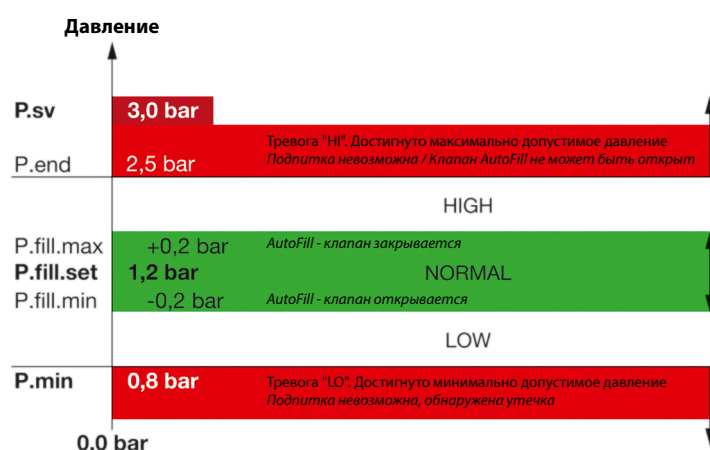 Давление
P.sv 3,0 bar
Тревога "HI". Достигнуто максимально допустимое давление
P.end 2,5 bar Подпитка невозможна / Клапан AutoFill не может быть открыт
HIGH
P.fill.max +0,2 bar AutoFill - клапан закрывается
P.fill.set 1,2 bar NORMAL
P.fill.min -0,2 bar AutoFill - клапан открывается
LOW
P.min 0,8 bar Тревога "LO". Достигнуто минимально допустимое давление
Подпитка невозможна, обнаружена утечка
0.0 bar